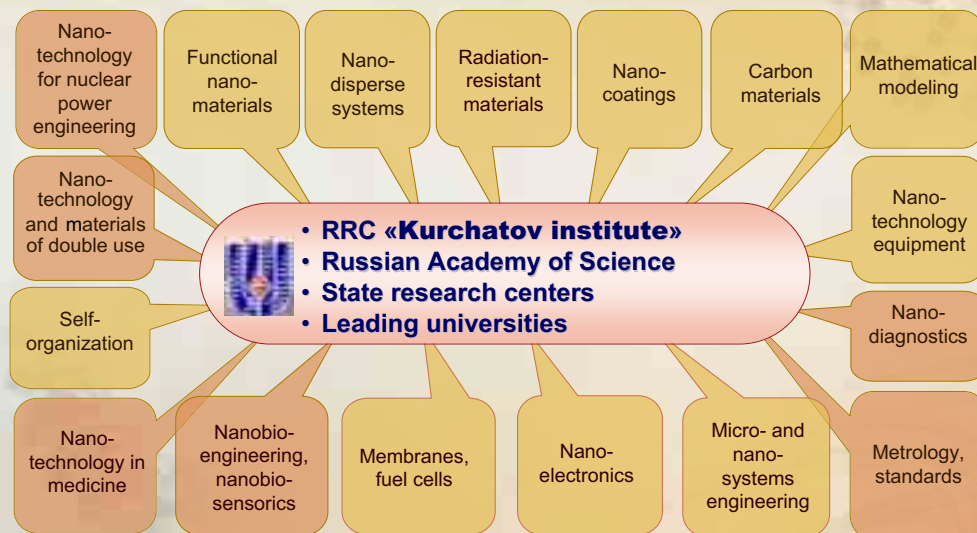 Nano-
technology
for nuclear
power
engineering
Functional
nano-
materials
Nano-
disperse
systems
Radiation-
resistant
materials
Nano-
coatings
Carbon
materials
Mathematical
modeling
Nano-
technology
and materials
of double use
Nano-
technology
equipment
• RRC «Kurchatov institute»
• Russian Academy of Science
• State research centers
• Leading universities
Self-
organization
Nano-
diagnostics
Nano-
technology in
medicine
Nanobio-
engineering,
nanobio-
sensorics
Membranes,
fuel cells
Nano-
electronics
Micro- and
nano-
systems
engineering
Metrology,
standards